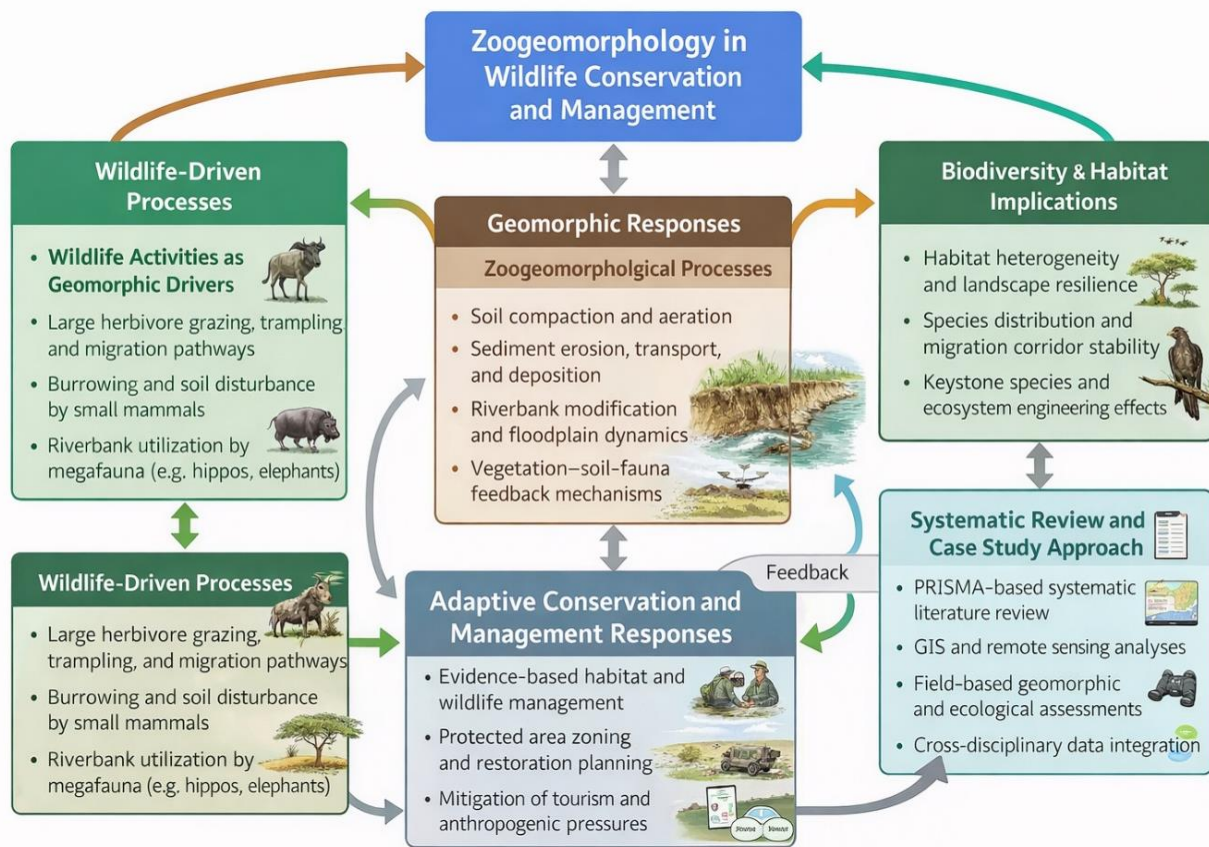 Zoogeomorphology in
Wildlife Conservation
and Management
Wildlife-Driven
Processes
• Wildlife Activities as
Geomorphic Drivers
• Large herbivore grazing, trampling
and migration pathways
• Burrowing and soil disturbance
by small mammals
• Riverbank utilization by
megafauna (e.g. hippos, elephants)
Geomorphic Responses
Zoogeomorpholgical Processes
• Soil compaction and aeration
• Sediment erosion, transport,
and deposition
• Riverbank modification
and floodplain dynamics
• Vegetation–soil-fauna
feedback mechanisms
Biodiversity & Habitat
Implications
• Habitat heterogeneity
and landscape resilience
• Species distribution and
migration corridor stability
• Keystone species and
ecosystem engineering effects
Wildlife-Driven Processes
• Large herbivore grazing,
trampling, and migration pathways
• Burrowing and soil disturbance
by small mammals
• Riverbank utilization by
megafauna (e.g. hippos, elephants)
Feedback
Adaptive Conservation and
Management Responses
• Evidence-based habitat and
wildlife management
• Protected area zoning
and restoration planning
• Mitigation of tourism and
anthropogenic pressures
Systematic Review and
Case Study Approach
• PRISMA-based systematic
literature review
• GIS and remote sensing analyses
• Field-based geomorphic
and ecological assessments
• Cross-disciplinary data integration